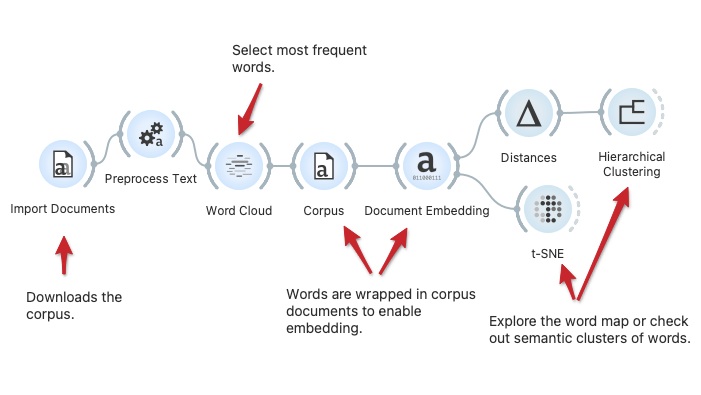 Select most frequent
words.
Import Documents
Preprocess Text
a
Word Cloud
a
Corpus
a
011000111
Document Embedding
Distances
Hierarchical
Clustering
t-SNE
Downloads the
corpus.
Words are wrapped in corpus
documents to enable
embedding.
Explore the word map or check
out semantic clusters of words.